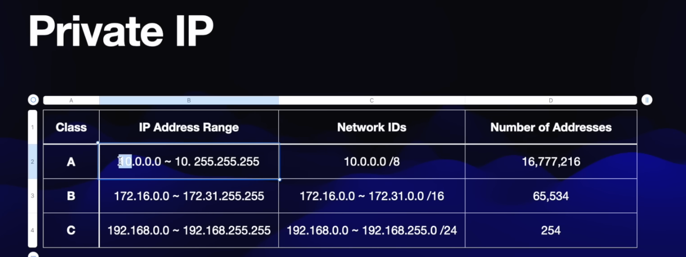 Private IP
A B C D
1 Class IP Address Range Network IDs Number of Addresses
2 A 10.0.0.0 ~ 10. 255.255.255 10.0.0.0 /8 16,777,216
3 B 172.16.0.0 ~ 172.31.255.255 172.16.0.0 ~ 172.31.0.0 /16 65,534
4 C 192.168.0.0 ~ 192.168.255.255 192.168.0.0 ~ 192.168.255.0 /24 254